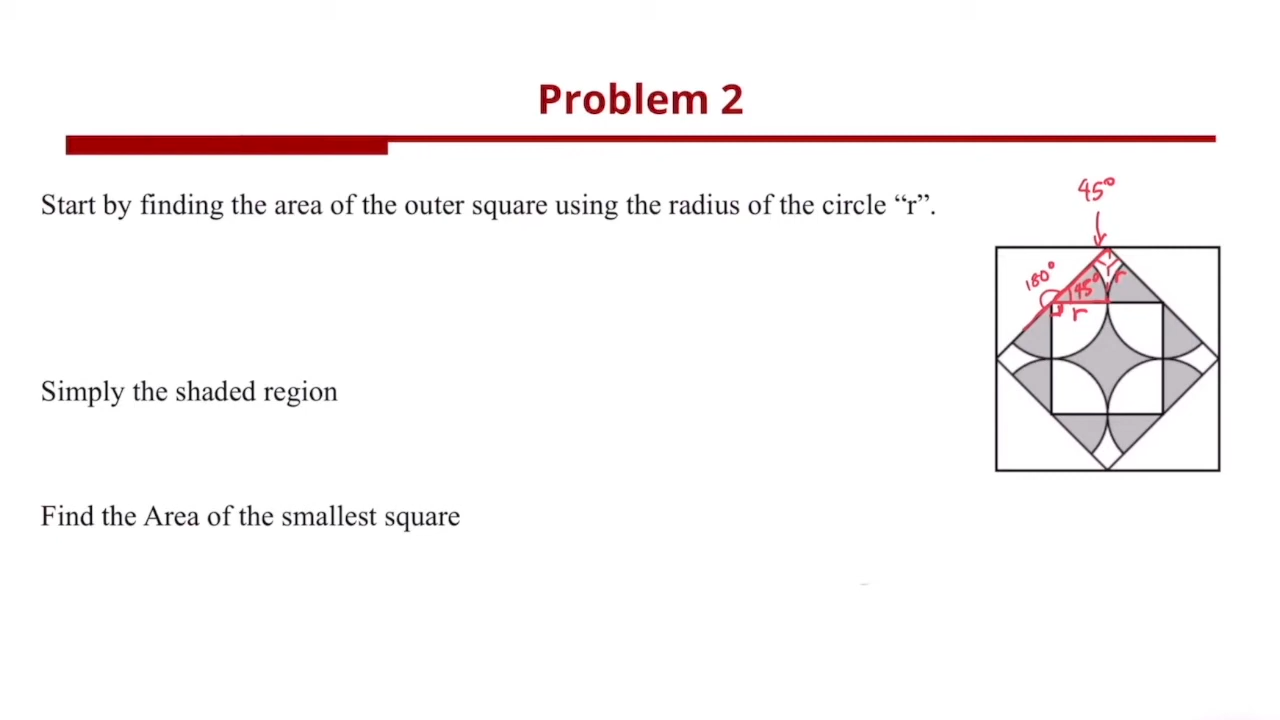 Problem 2
Start by finding the area of the outer square using the radius of the circle “r”.
45°
180°
45°
r
r
Simply the shaded region
Find the Area of the smallest square